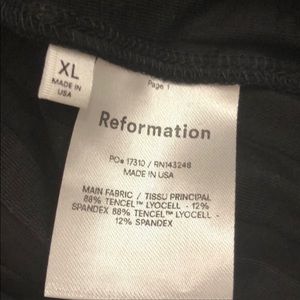 XL
MADE IN
USA
Page 1
Reformation
PO# 17310 / RN143248
MADE IN USA
MAIN FABRIC / TISSU PRINCIPAL
88% TENCEL™ LYOCELL - 12%
SPANDEX 88% TENCEL™ LYOCELL -
12% SPANDEX